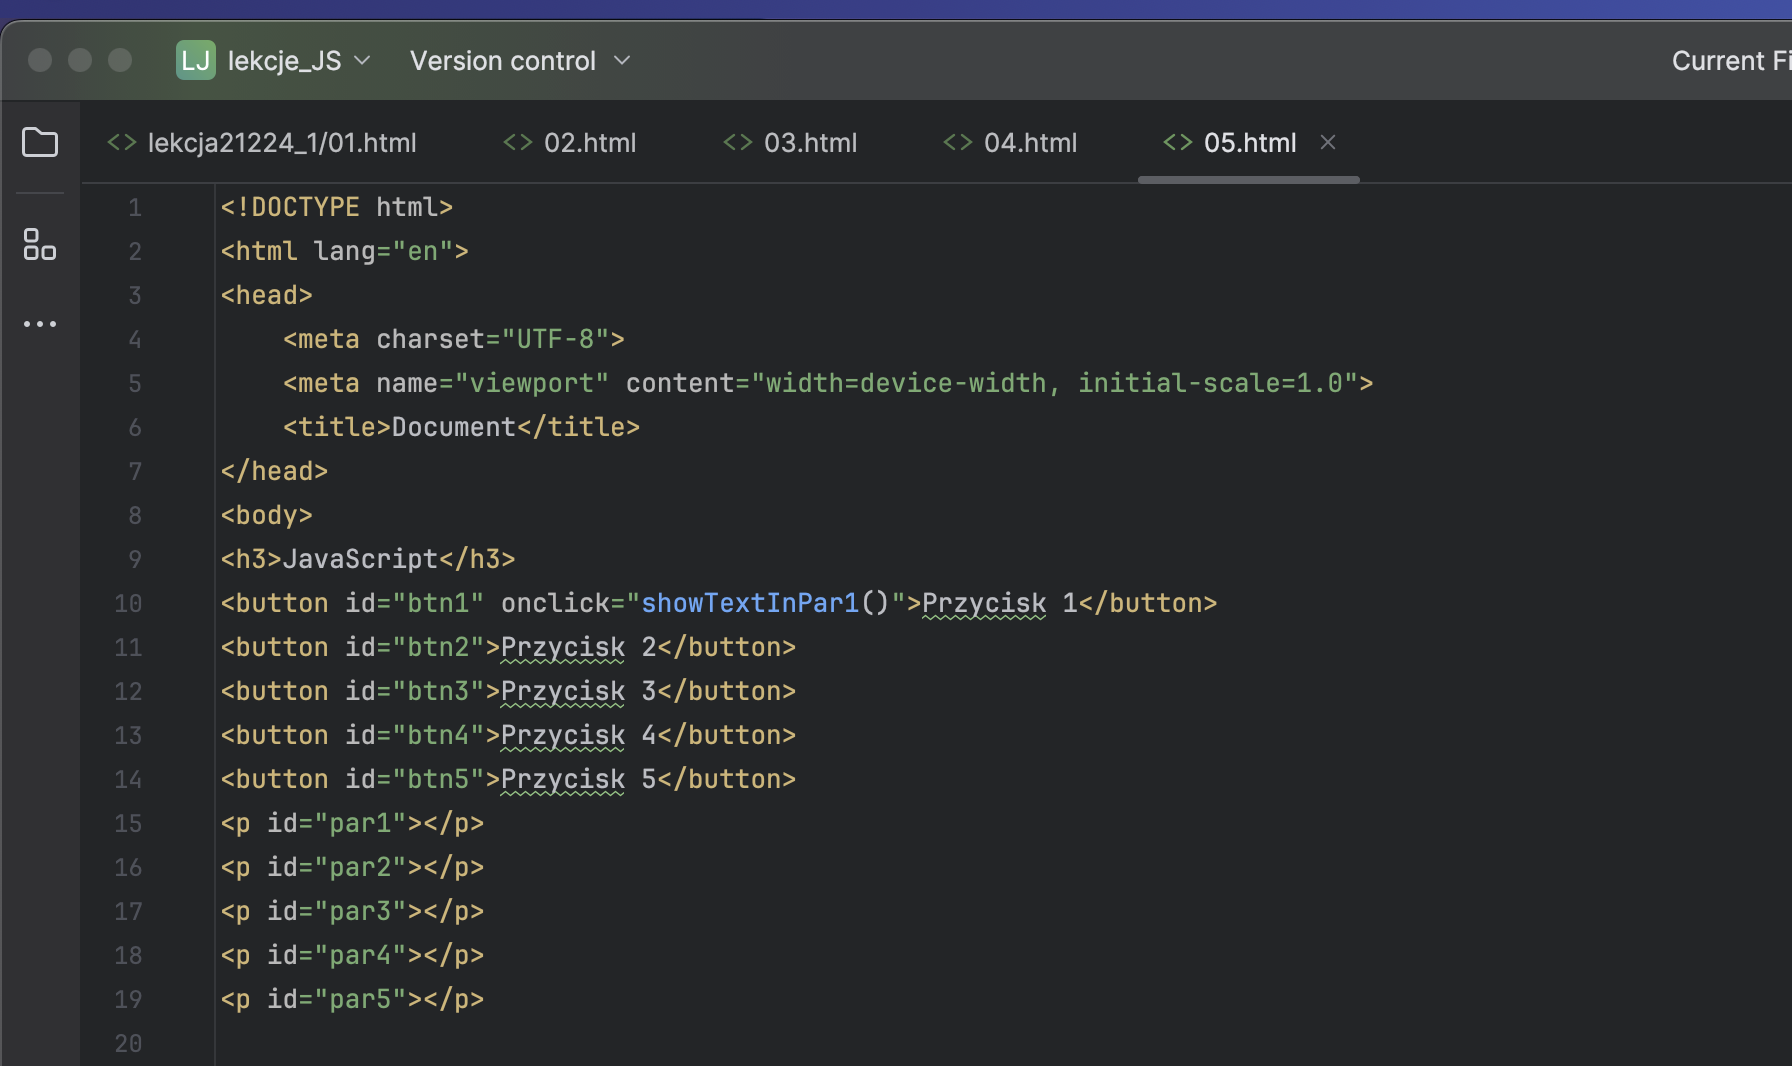 LJ lekcje_JS Version control Current Fi
lekcja21224_1/01.html 02.html 03.html 04.html 05.html
1 <!DOCTYPE html>
2 <html lang="en">
3 <head>
4     <meta charset="UTF-8">
5     <meta name="viewport" content="width=device-width, initial-scale=1.0">
6     <title>Document</title>
7 </head>
8 <body>
9 <h3>JavaScript</h3>
10 <button id="btn1" onclick="showTextInPar1()">Przycisk 1</button>
11 <button id="btn2">Przycisk 2</button>
12 <button id="btn3">Przycisk 3</button>
13 <button id="btn4">Przycisk 4</button>
14 <button id="btn5">Przycisk 5</button>
15 <p id="par1"></p>
16 <p id="par2"></p>
17 <p id="par3"></p>
18 <p id="par4"></p>
19 <p id="par5"></p>
20